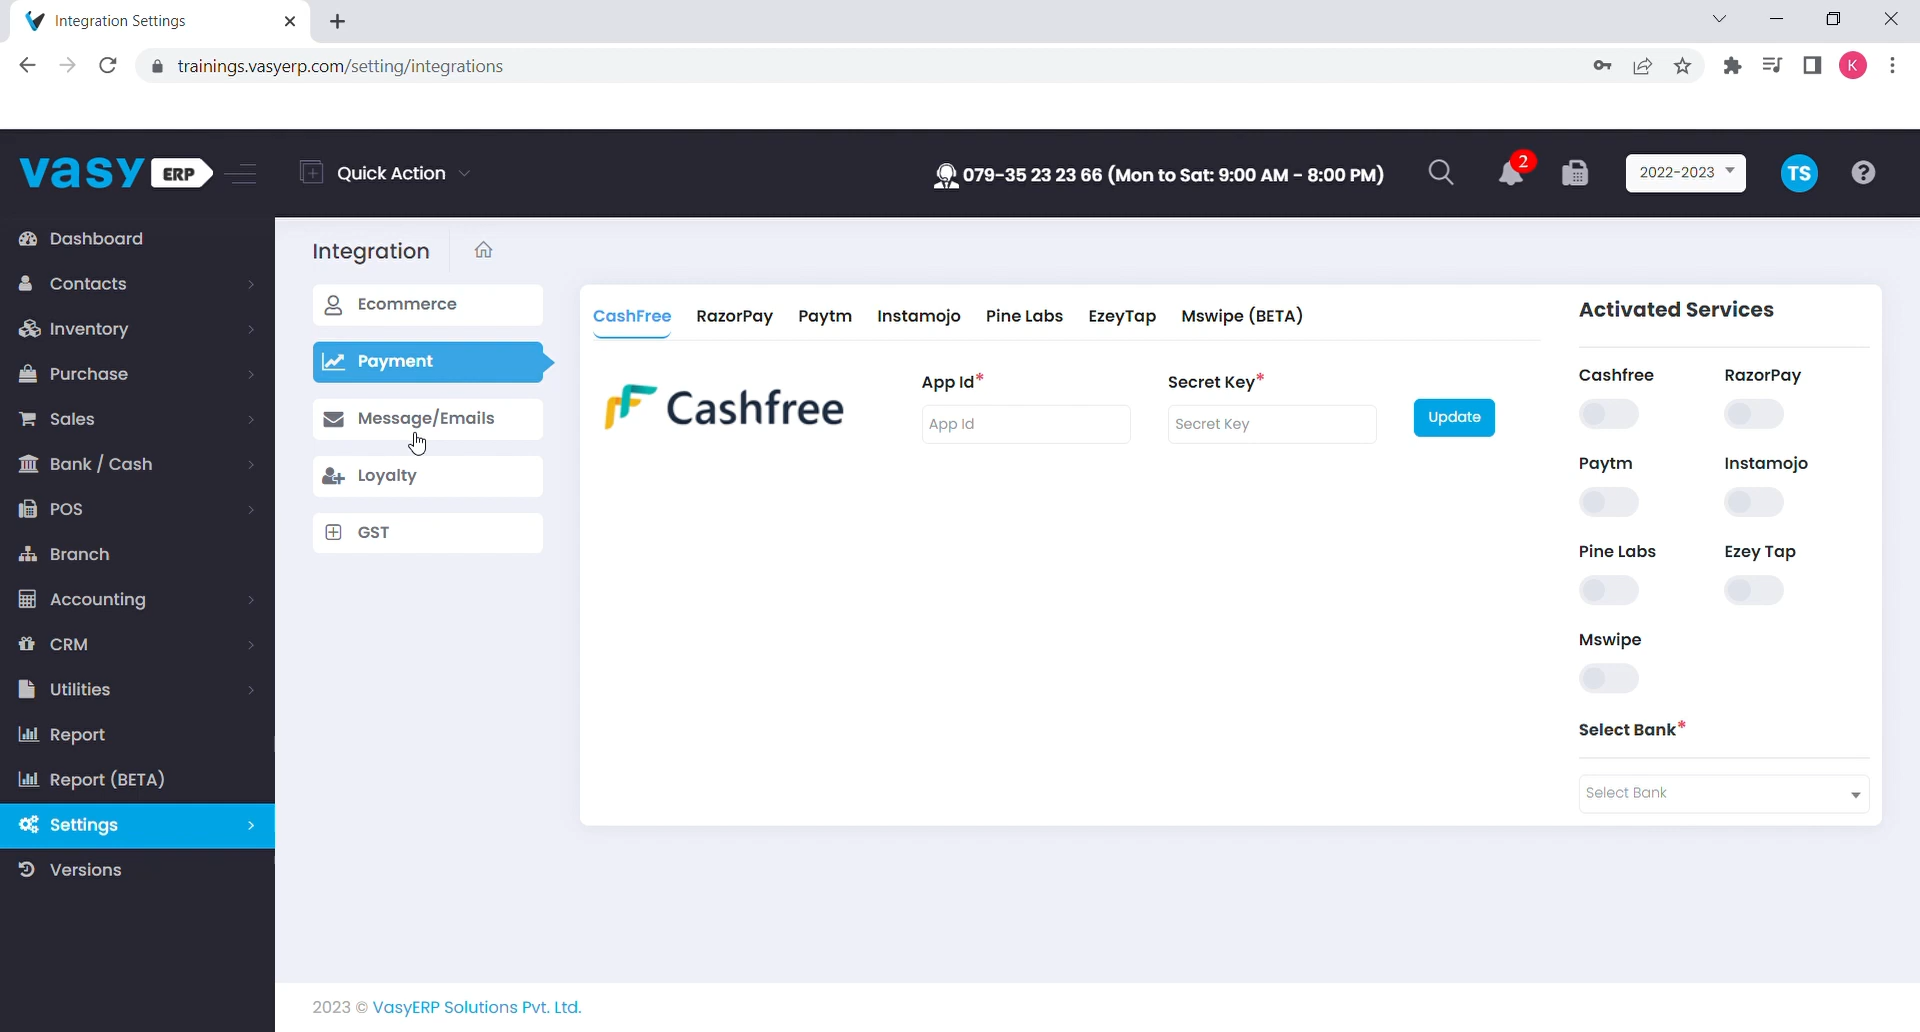 Integration Settings
trainings.vasyerp.com/setting/integrations
K
vasy ERP
Quick Action
079-35 23 23 66 (Mon to Sat: 9:00 AM - 8:00 PM)
2
2022-2023
TS
Dashboard
Contacts
Inventory
Purchase
Sales
Bank / Cash
POS
Branch
Accounting
CRM
Utilities
Report
Report (BETA)
Settings
Versions
Integration
Ecommerce
Payment
Message/Emails
Loyalty
GST
CashFree RazorPay Paytm Instamojo Pine Labs EzeyTap Mswipe (BETA)
Cashfree
App Id*
App Id
Secret Key*
Secret Key
Update
Activated Services
Cashfree RazorPay
Paytm Instamojo
Pine Labs Ezey Tap
Mswipe
Select Bank*
Select Bank
2023 © VasyERP Solutions Pvt. Ltd.